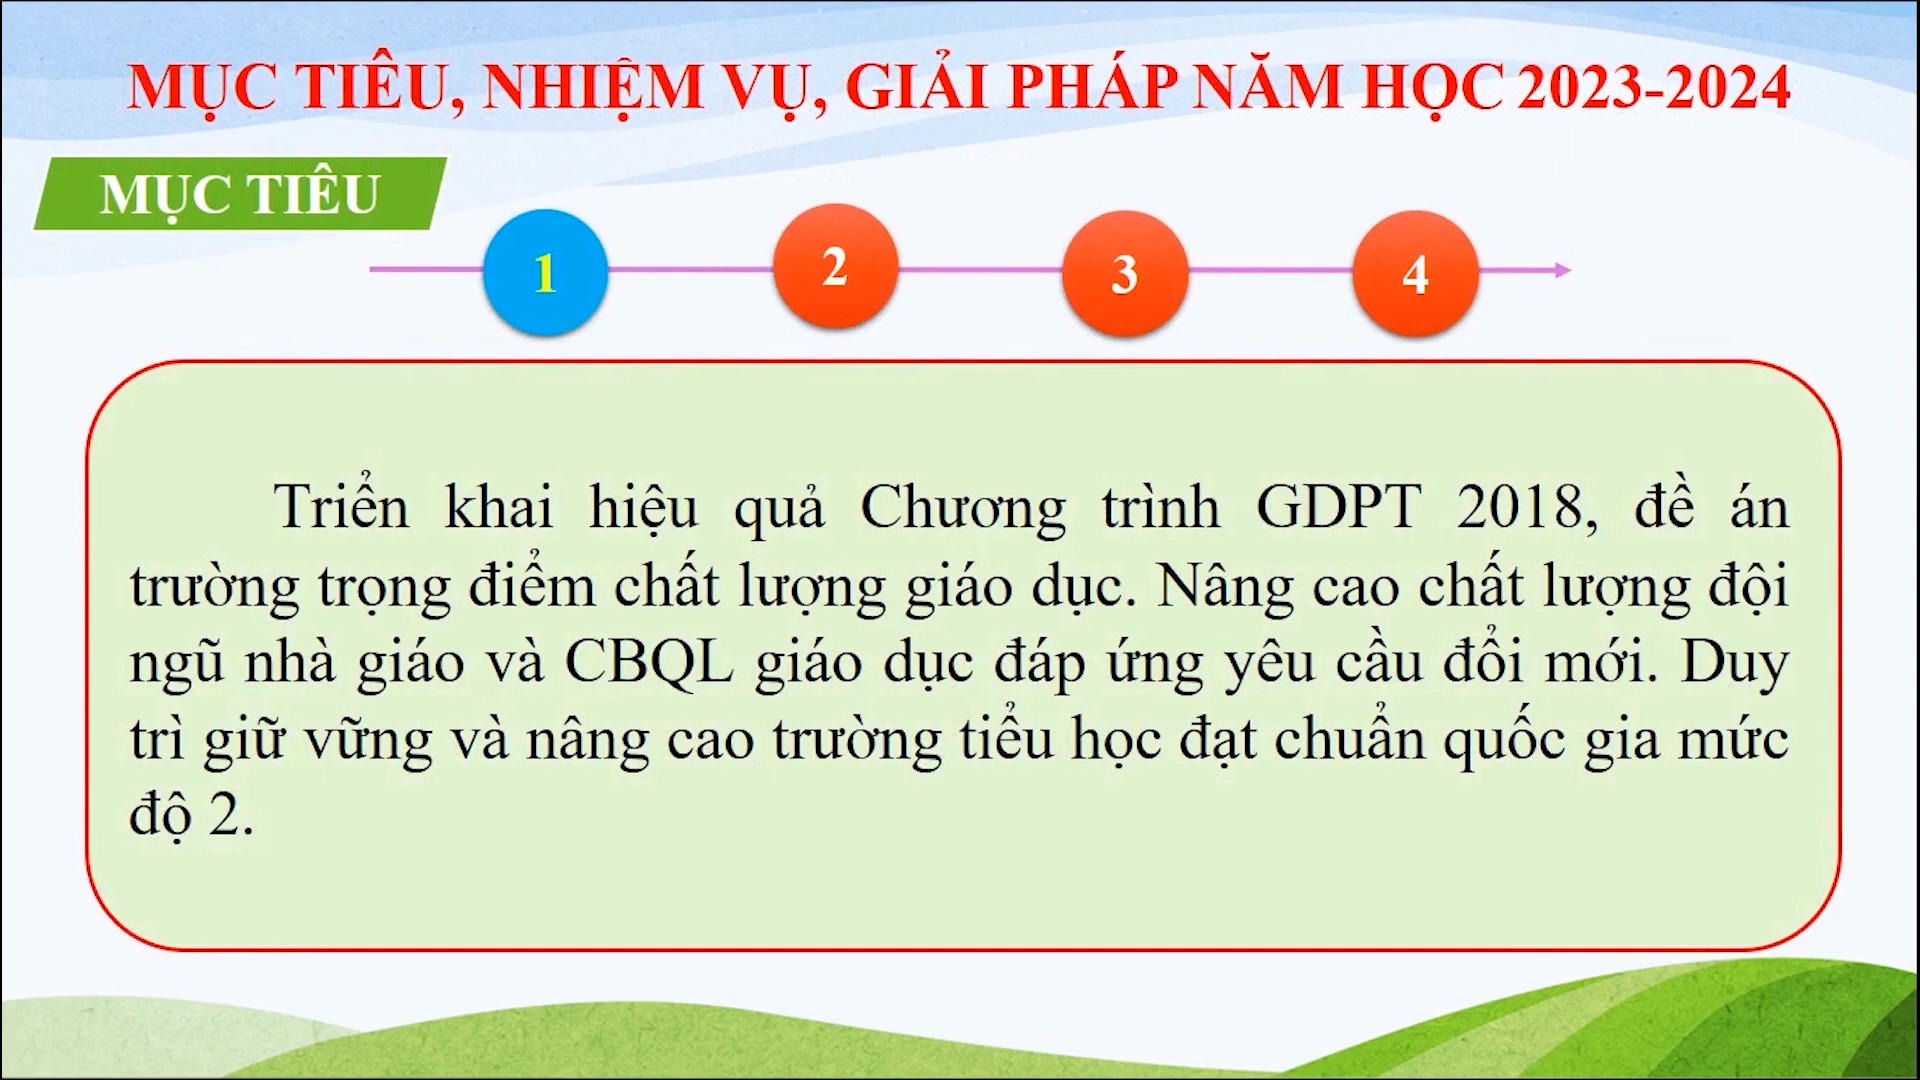 MỤC TIÊU, NHIỆM VỤ, GIẢI PHÁP NĂM HỌC 2023-2024
MỤC TIÊU
1 2 3 4
Triển khai hiệu quả Chương trình GDPT 2018, đề án
trường trọng điểm chất lượng giáo dục. Nâng cao chất lượng đội
ngũ nhà giáo và CBQL giáo dục đáp ứng yêu cầu đổi mới. Duy
trì giữ vững và nâng cao trường tiểu học đạt chuẩn quốc gia mức
độ 2.